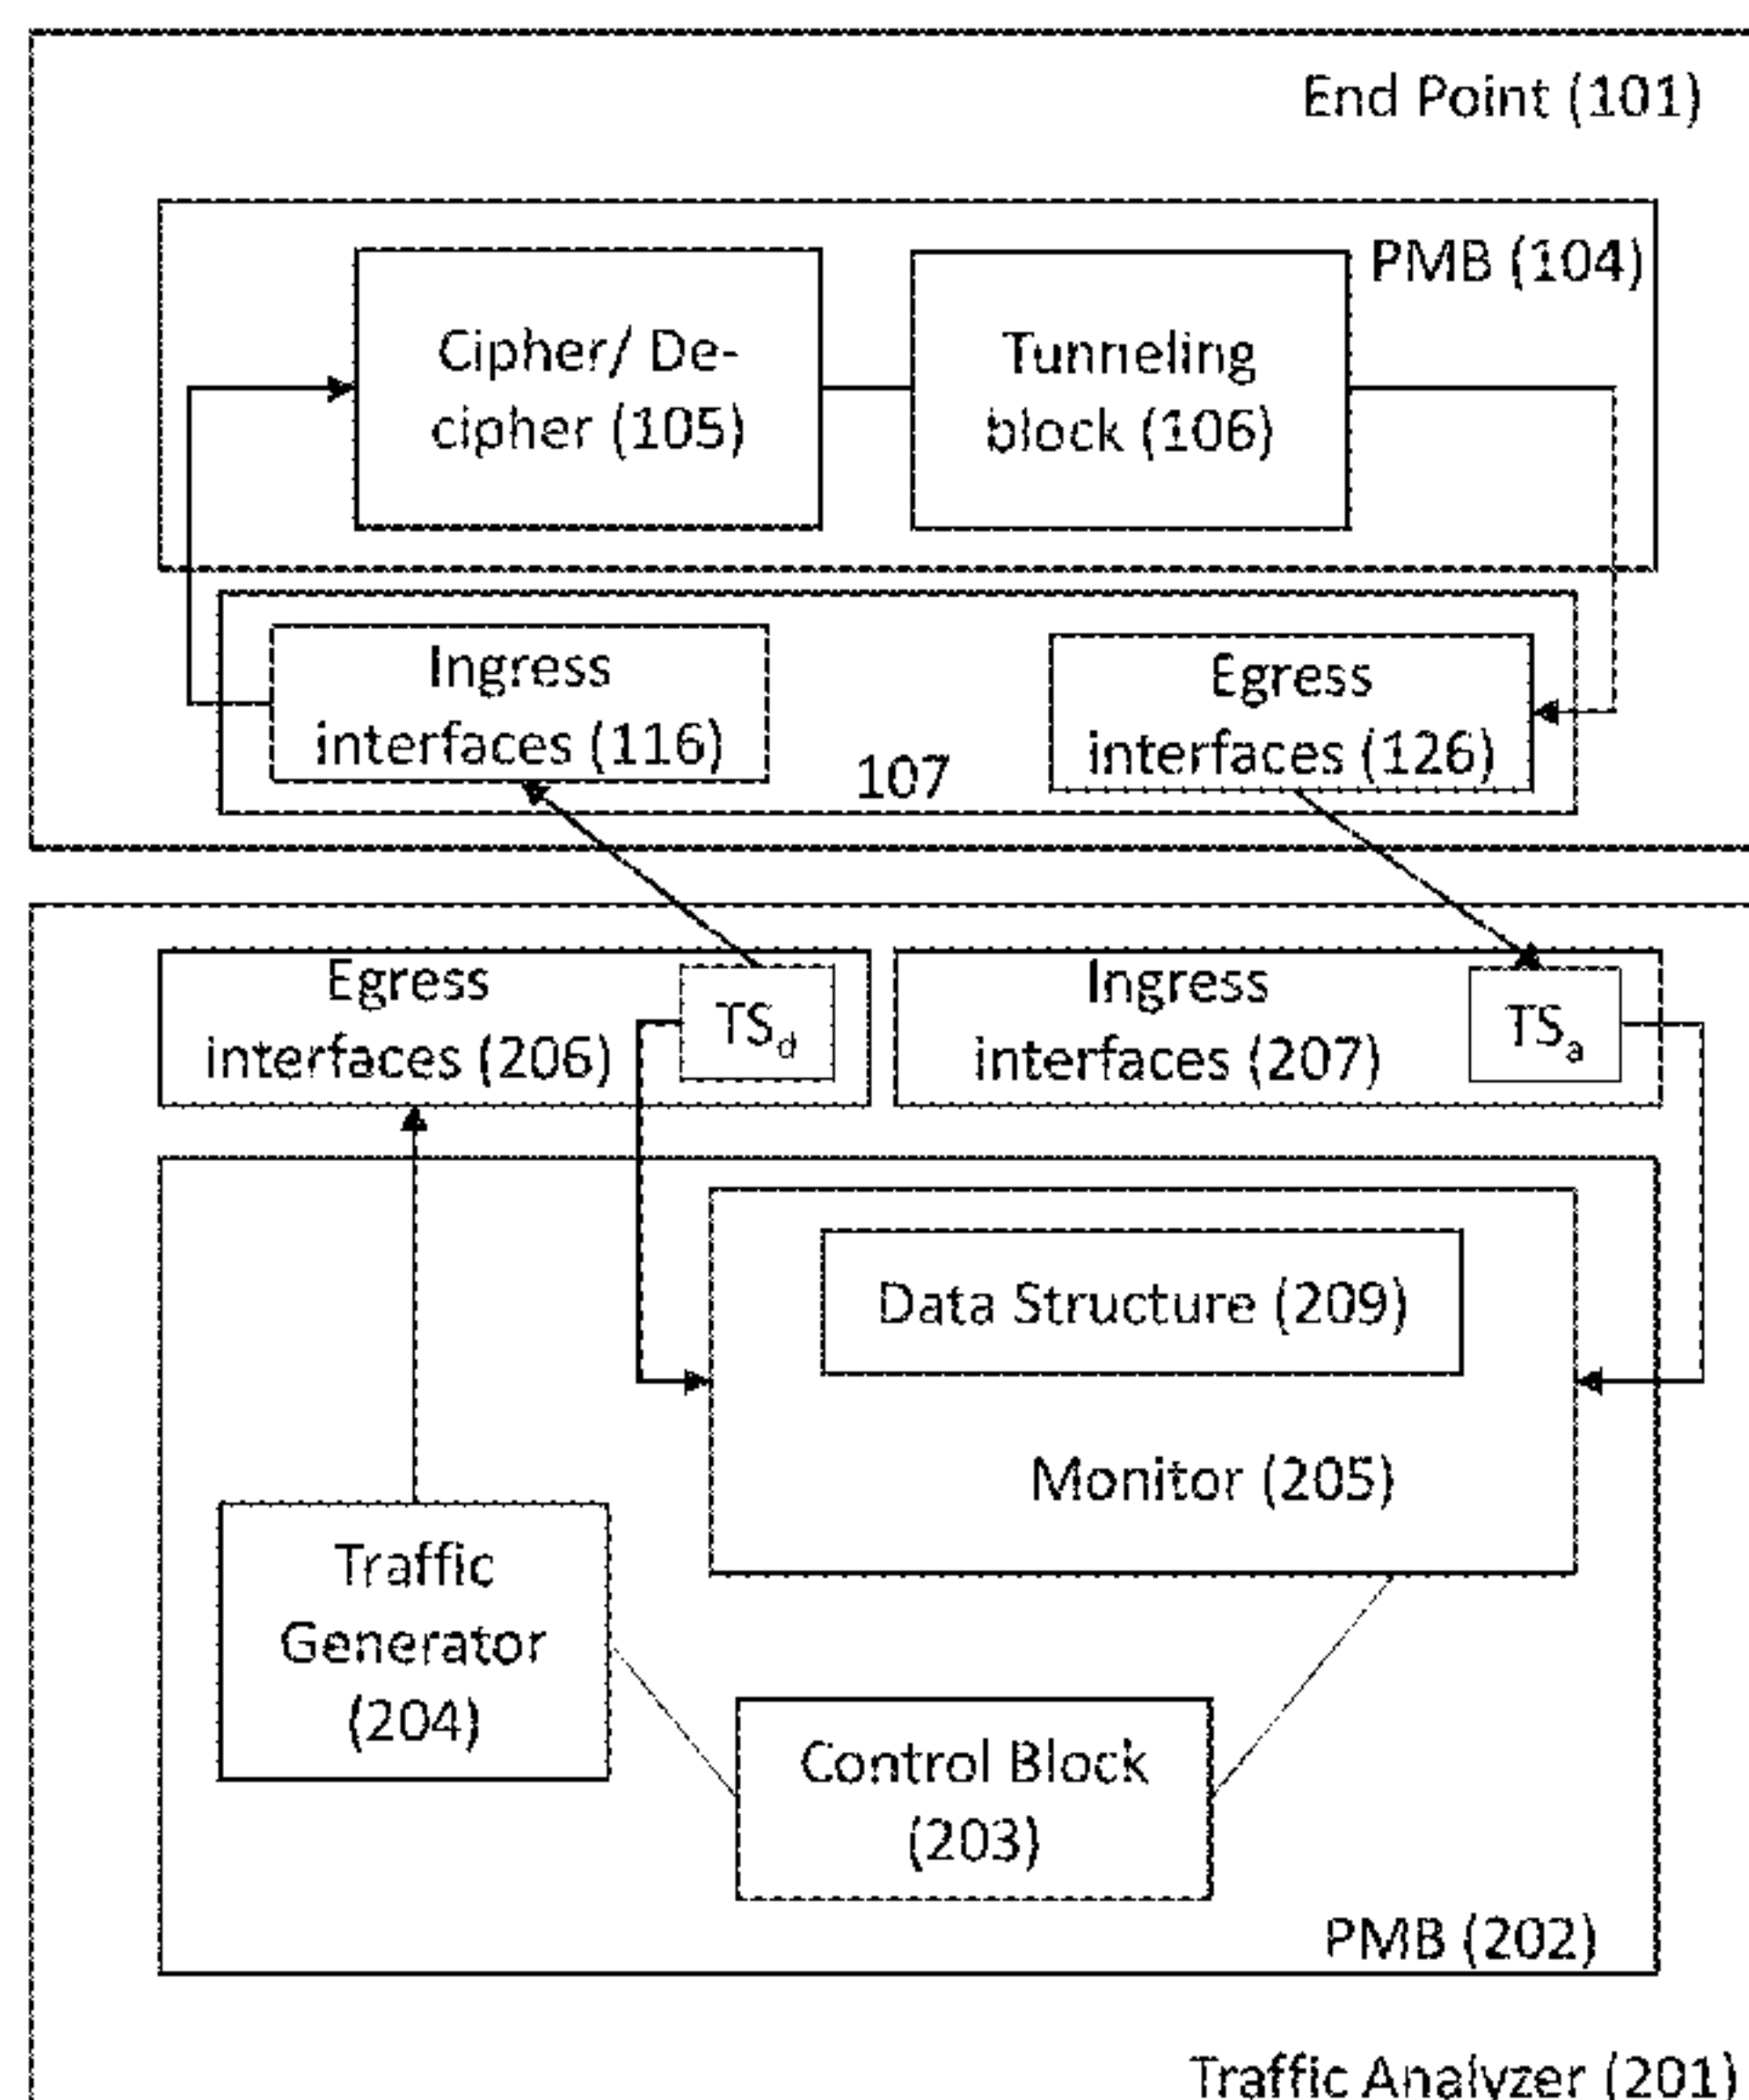 End Point (101)
PMB (104)
Cipher/ De-
cipher (105)
Tunneling
block (106)
Ingress
interfaces (116)
107
Egress
interfaces (126)
Egress
interfaces (206)
TSd
Ingress
interfaces (207)
TSa
Data Structure (209)
Monitor (205)
Traffic
Generator
(204)
Control Block
(203)
PMB (202)
Traffic Analyzer (201)